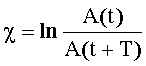 χ = ln A(t) / A(t + T)